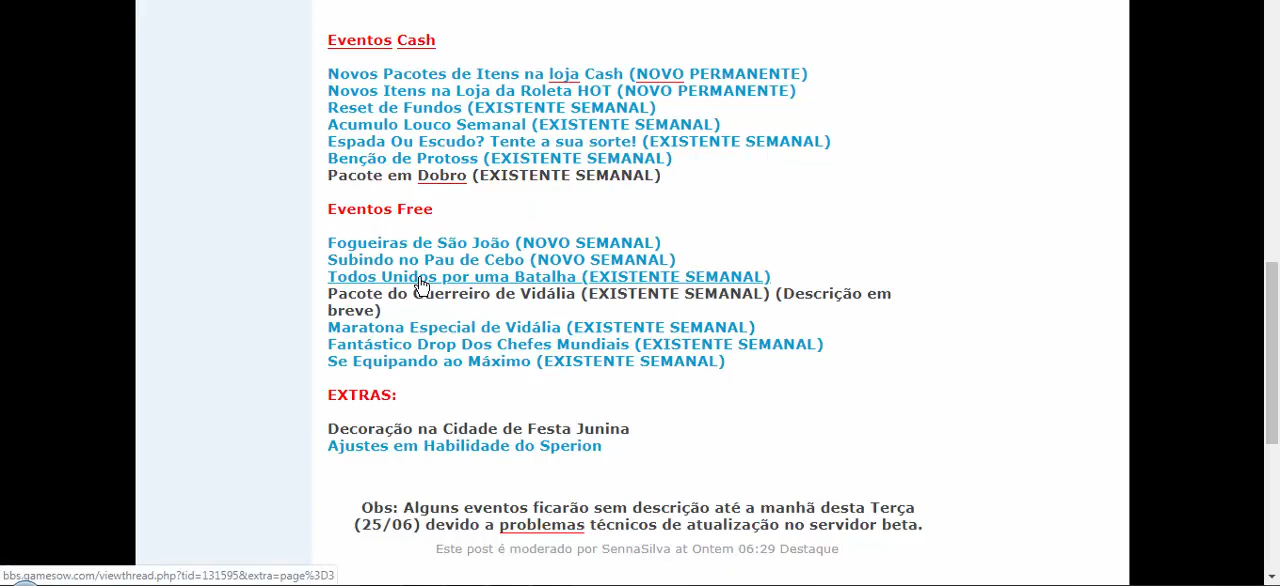 Eventos Cash
Novos Pacotes de Itens na loja Cash (NOVO PERMANENTE)
Novos Itens na Loja da Roleta HOT (NOVO PERMANENTE)
Reset de Fundos (EXISTENTE SEMANAL)
Acumulo Louco Semanal (EXISTENTE SEMANAL)
Espada Ou Escudo? Tente a sua sorte! (EXISTENTE SEMANAL)
Benção de Protoss (EXISTENTE SEMANAL)
Pacote em Dobro (EXISTENTE SEMANAL)
Eventos Free
Fogueiras de São João (NOVO SEMANAL)
Subindo no Pau de Cebo (NOVO SEMANAL)
Todos Unidos por uma Batalha (EXISTENTE SEMANAL)
Pacote do Guerreiro de Vidália (EXISTENTE SEMANAL) (Descrição em
breve)
Maratona Especial de Vidália (EXISTENTE SEMANAL)
Fantástico Drop Dos Chefes Mundiais (EXISTENTE SEMANAL)
Se Equipando ao Máximo (EXISTENTE SEMANAL)
EXTRAS:
Decoração na Cidade de Festa Junina
Ajustes em Habilidade do Sperion
Obs: Alguns eventos ficarão sem descrição até a manhã desta Terça
(25/06) devido a problemas técnicos de atualização no servidor beta.
Este post é moderado por SennaSilva at Ontem 06:29 Destaque
bbs.gamesow.com/viewthread.php?tid=131595&extra=page%3D3